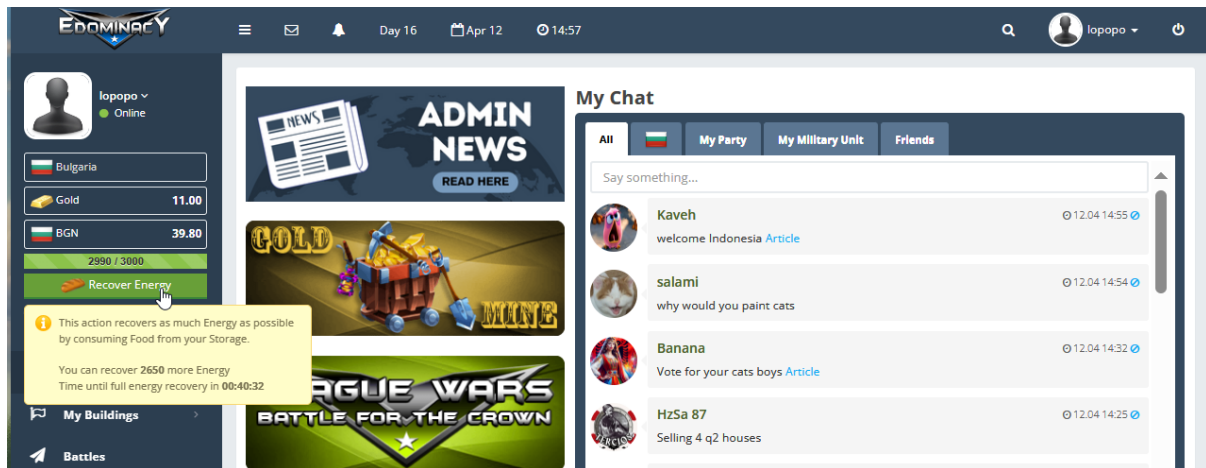 EDOMINACY
Day 16
Apr 12
14:57
lopopo
lopopo
Online
Bulgaria
Gold 11.00
BGN 39.80
2990 / 3000
Recover Energy
This action recovers as much Energy as possible
by consuming Food from your Storage.
You can recover 2650 more Energy
Time until full energy recovery in 00:40:32
My Buildings
Battles
NEWS
ADMIN
NEWS
READ HERE
GOLD
MINE
AGUE WARS
BATTLE FOR THE CROWN
My Chat
All
My Party
My Military Unit
Friends
Say something...
Kaveh 12.04 14:55
welcome Indonesia Article
salami 12.04 14:54
why would you paint cats
Banana 12.04 14:32
Vote for your cats boys Article
HzSa 87 12.04 14:25
Selling 4 q2 houses